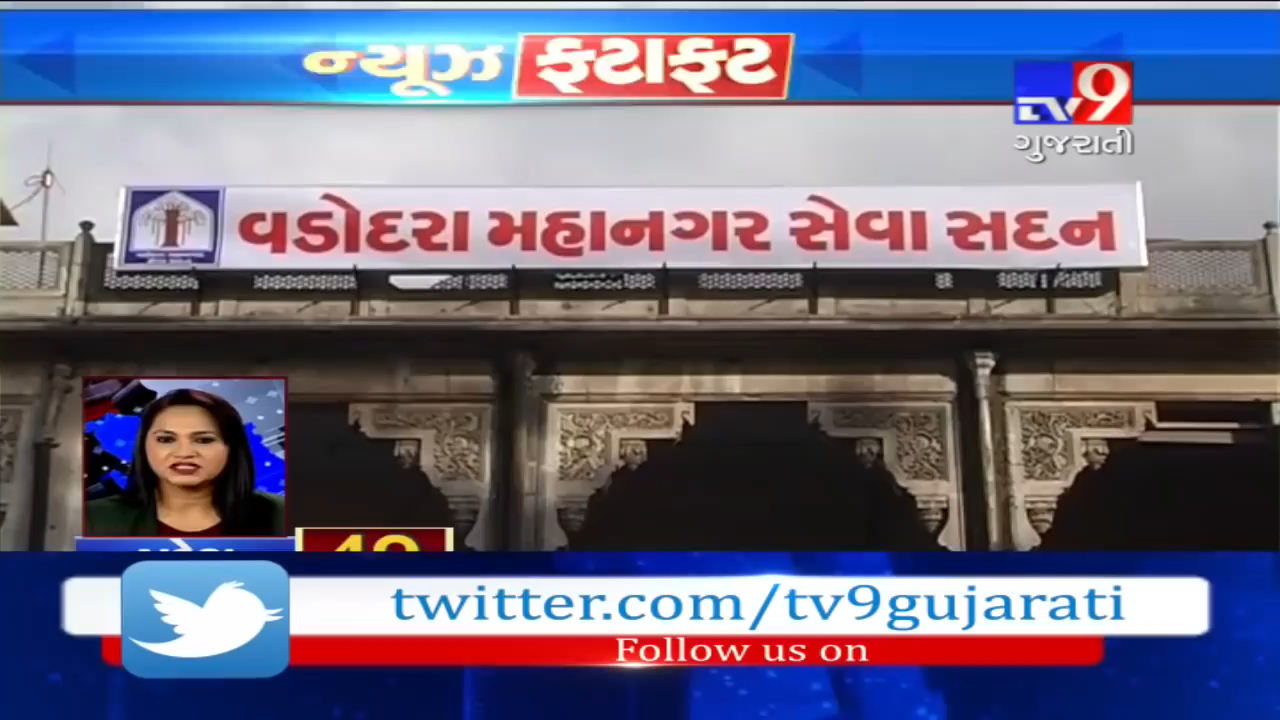 ન્યૂઝ ફટાફટ
TV9
ગુજરાતી
વડોદરા મહાનગર સેવા સદન
twitter.com/tv9gujarati
Follow us on